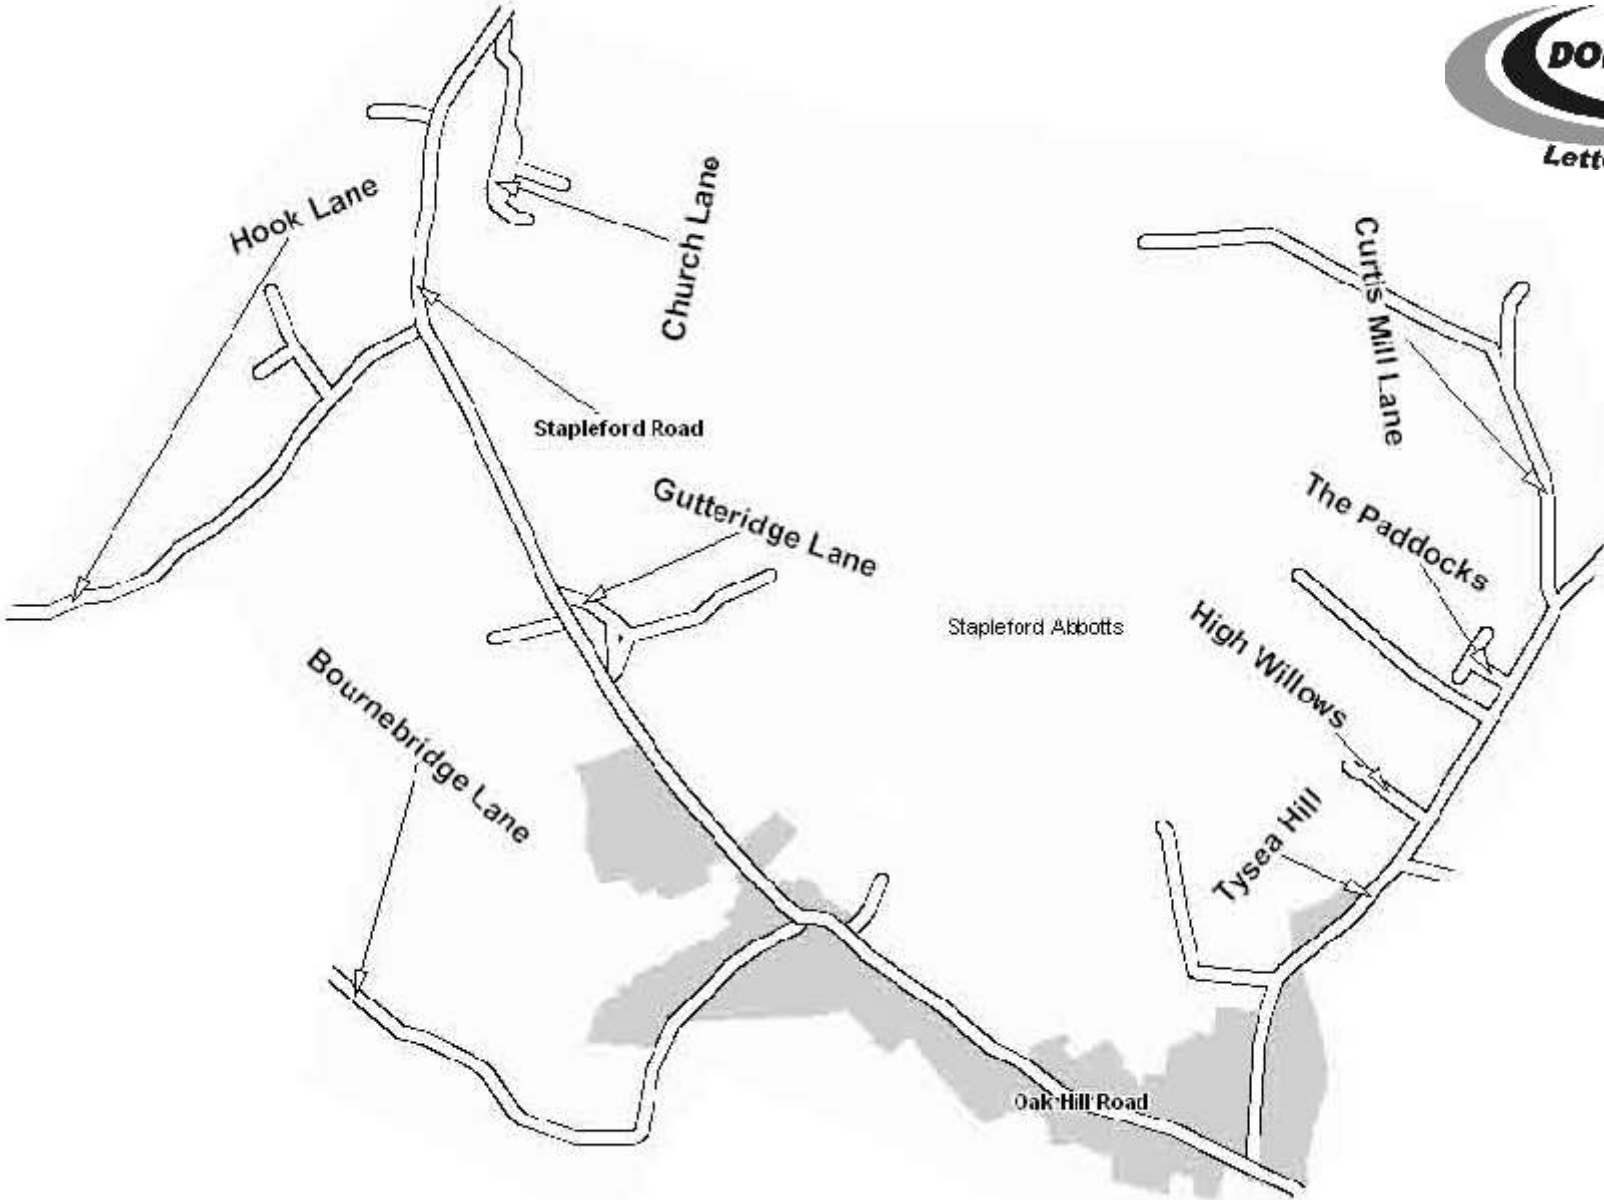 Hook Lane
Church Lane
Stapleford Road
Gutteridge Lane
Bournebridge Lane
Stapleford Abbotts
Curtis Mill Lane
The Paddocks
High Willows
Tysea Hill
Oak Hill Road